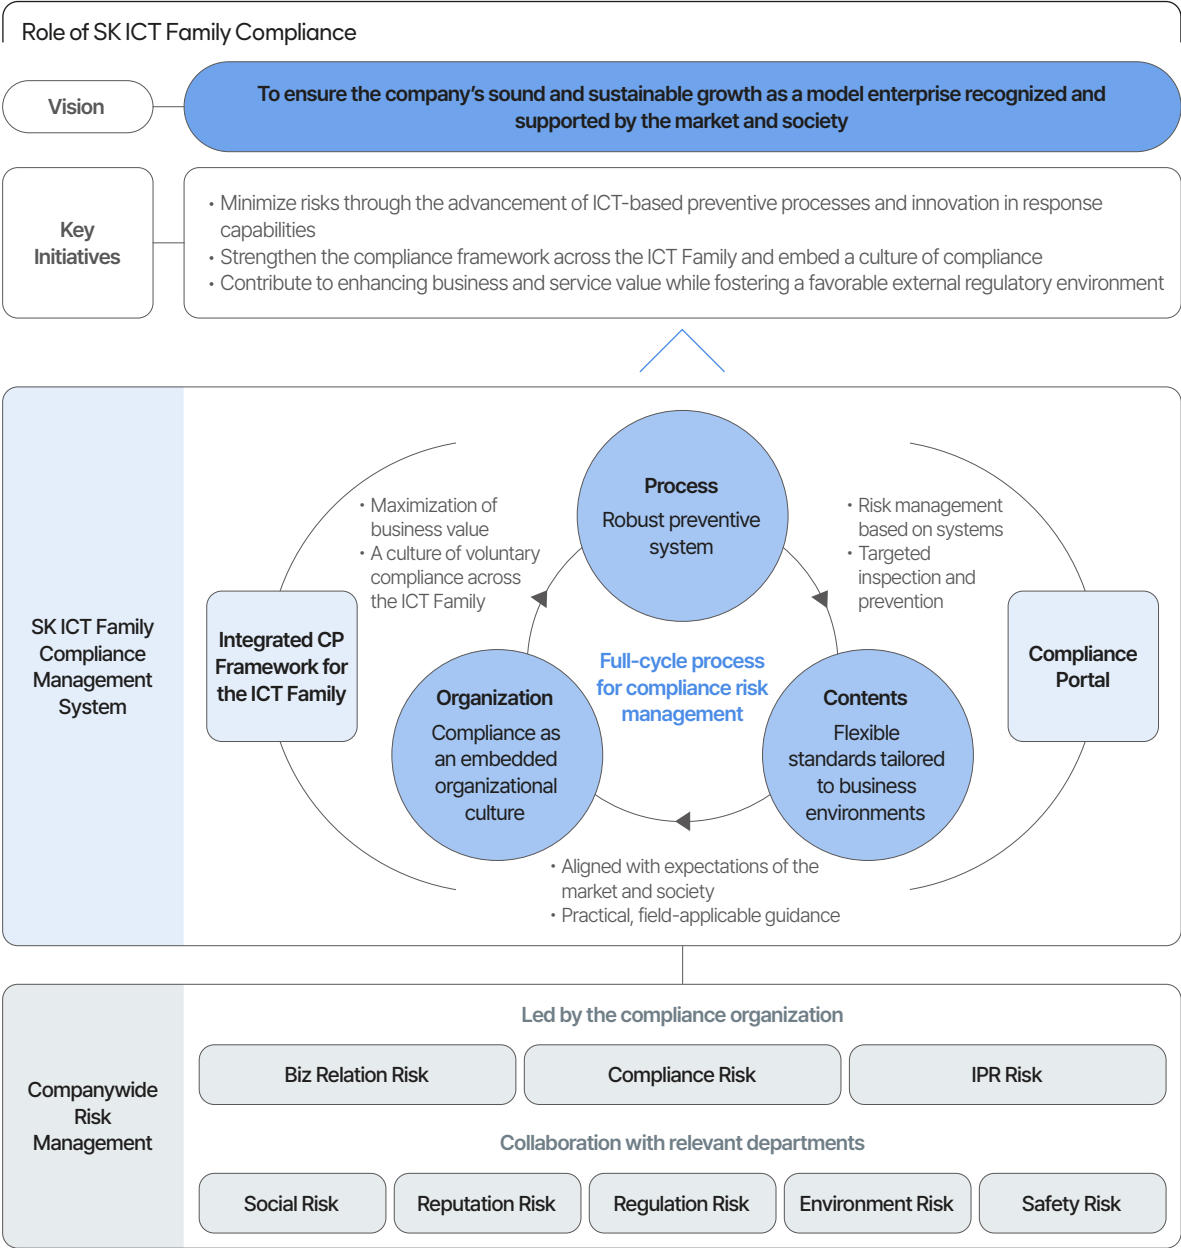 Role of SK ICT Family Compliance
Vision
To ensure the company’s sound and sustainable growth as a model enterprise recognized and
supported by the market and society
Key
Initiatives
· Minimize risks through the advancement of ICT-based preventive processes and innovation in response
capabilities
· Strengthen the compliance framework across the ICT Family and embed a culture of compliance
· Contribute to enhancing business and service value while fostering a favorable external regulatory environment
SK ICT Family
Compliance
Management
System
Integrated CP
Framework for
the ICT Family
· Maximization of
business value
· A culture of voluntary
compliance across
the ICT Family
Process
Robust preventive
system
· Risk management
based on systems
· Targeted
inspection and
prevention
Full-cycle process
for compliance risk
management
Organization
Compliance as
an embedded
organizational
culture
Contents
Flexible
standards tailored
to business
environments
Compliance
Portal
· Aligned with expectations of the
market and society
· Practical, field-applicable guidance
Companywide
Risk
Management
Led by the compliance organization
Biz Relation Risk
Compliance Risk
IPR Risk
Collaboration with relevant departments
Social Risk
Reputation Risk
Regulation Risk
Environment Risk
Safety Risk